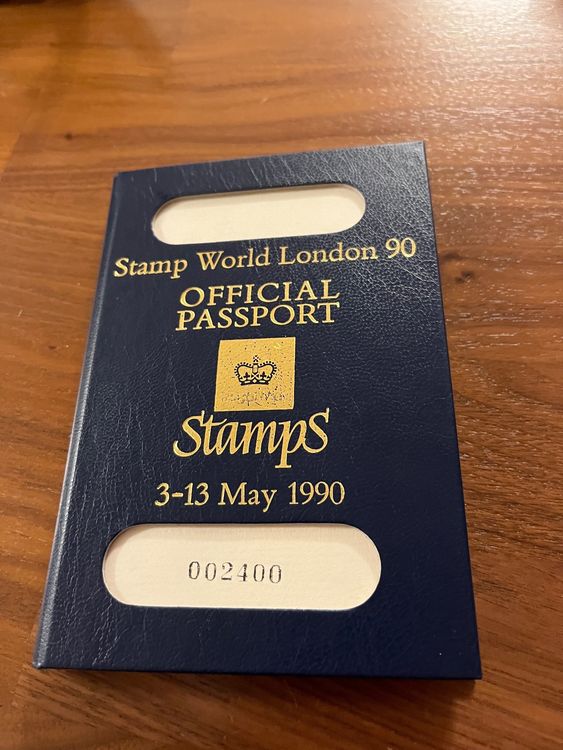 Stamp World London 90
OFFICIAL
PASSPORT
Stamps
3-13 May 1990
002400